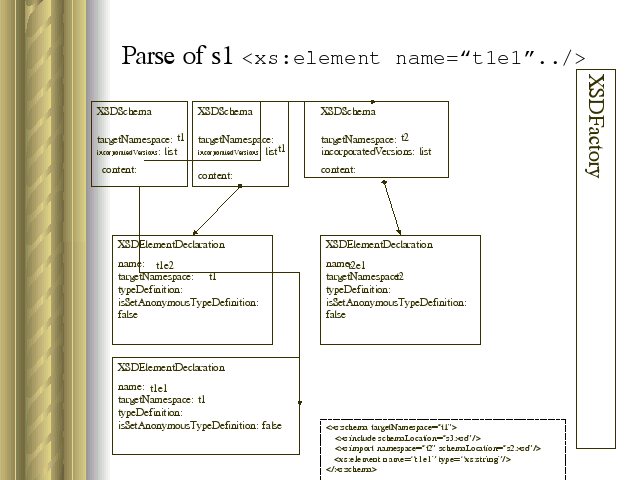 Parse of s1 <xs:element name=“t1e1”../>
XSDFactory
XSDSchema
targetNamespace: t1
incorporatedVersions: list
content:
XSDSchema
targetNamespace:
incorporatedVersions: list t1
content:
XSDSchema
targetNamespace: t2
incorporatedVersions: list
content:
XSDElementDeclaration
name: t1e2
targetNamespace: t1
typeDefinition:
isSetAnonymousTypeDefinition:
false
XSDElementDeclaration
name: t2e1
targetNamespace: t2
typeDefinition:
isSetAnonymousTypeDefinition:
false
XSDElementDeclaration
name: t1e1
targetNamespace: t1
typeDefinition:
isSetAnonymousTypeDefinition: false
<xs:schema targetNamespace="t1">
<xs:include schemaLocation="s3.xsd"/>
<xs:import namespace="t2" schemaLocation="s2.xsd"/>
<xs:element name="t1e1" type="xs:string"/>
</xs:schema>